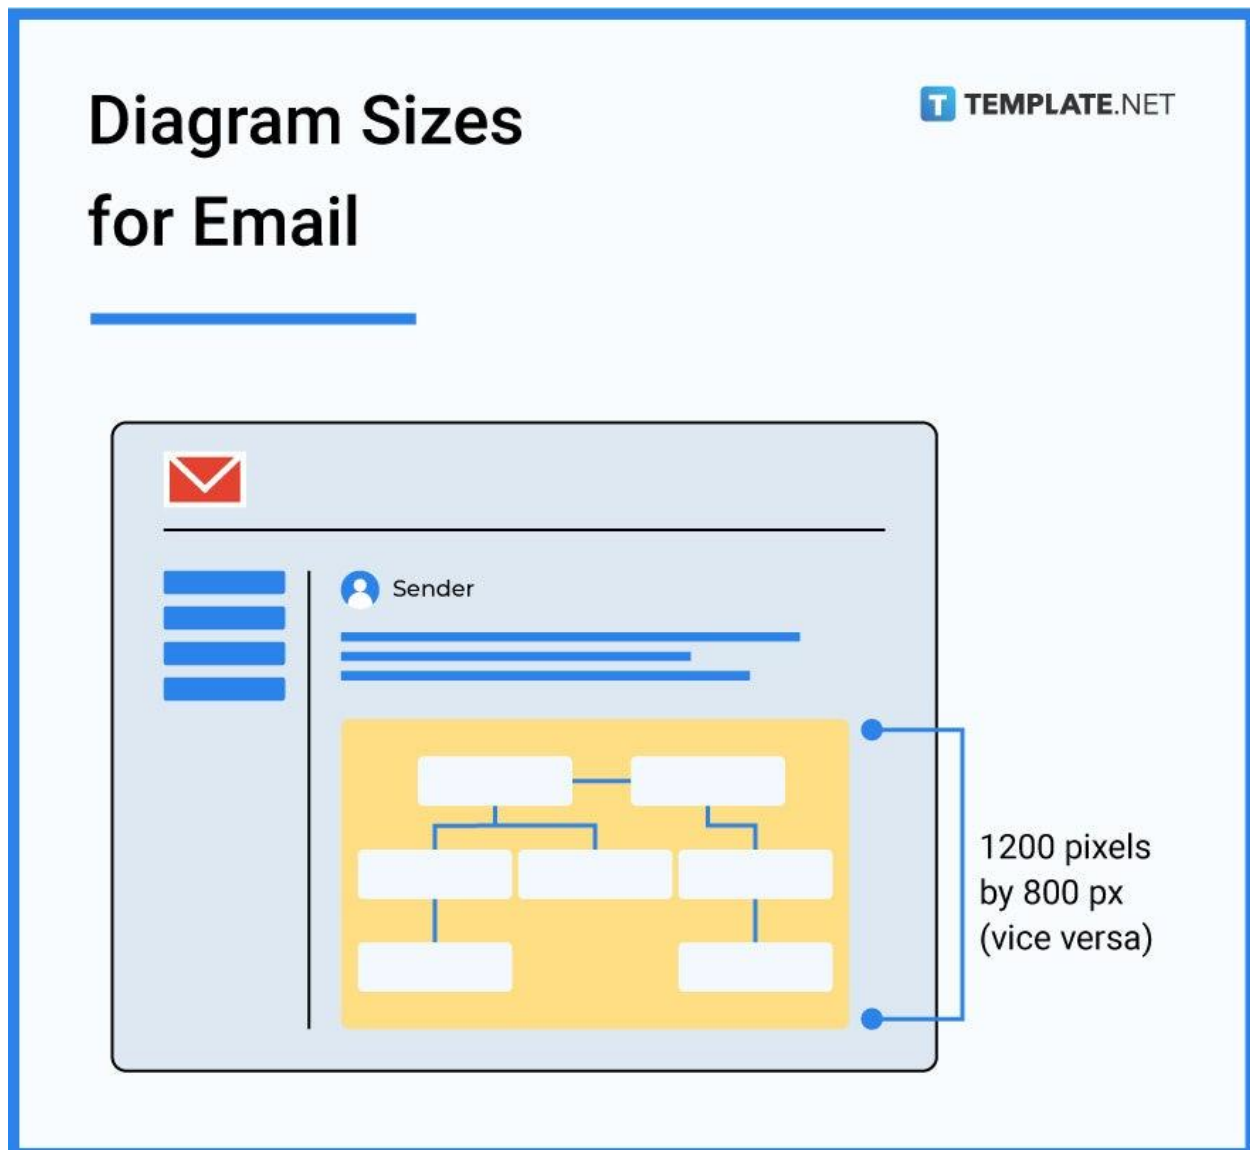 Diagram Sizes
for Email
T TEMPLATE.NET
Sender
1200 pixels
by 800 px
(vice versa)